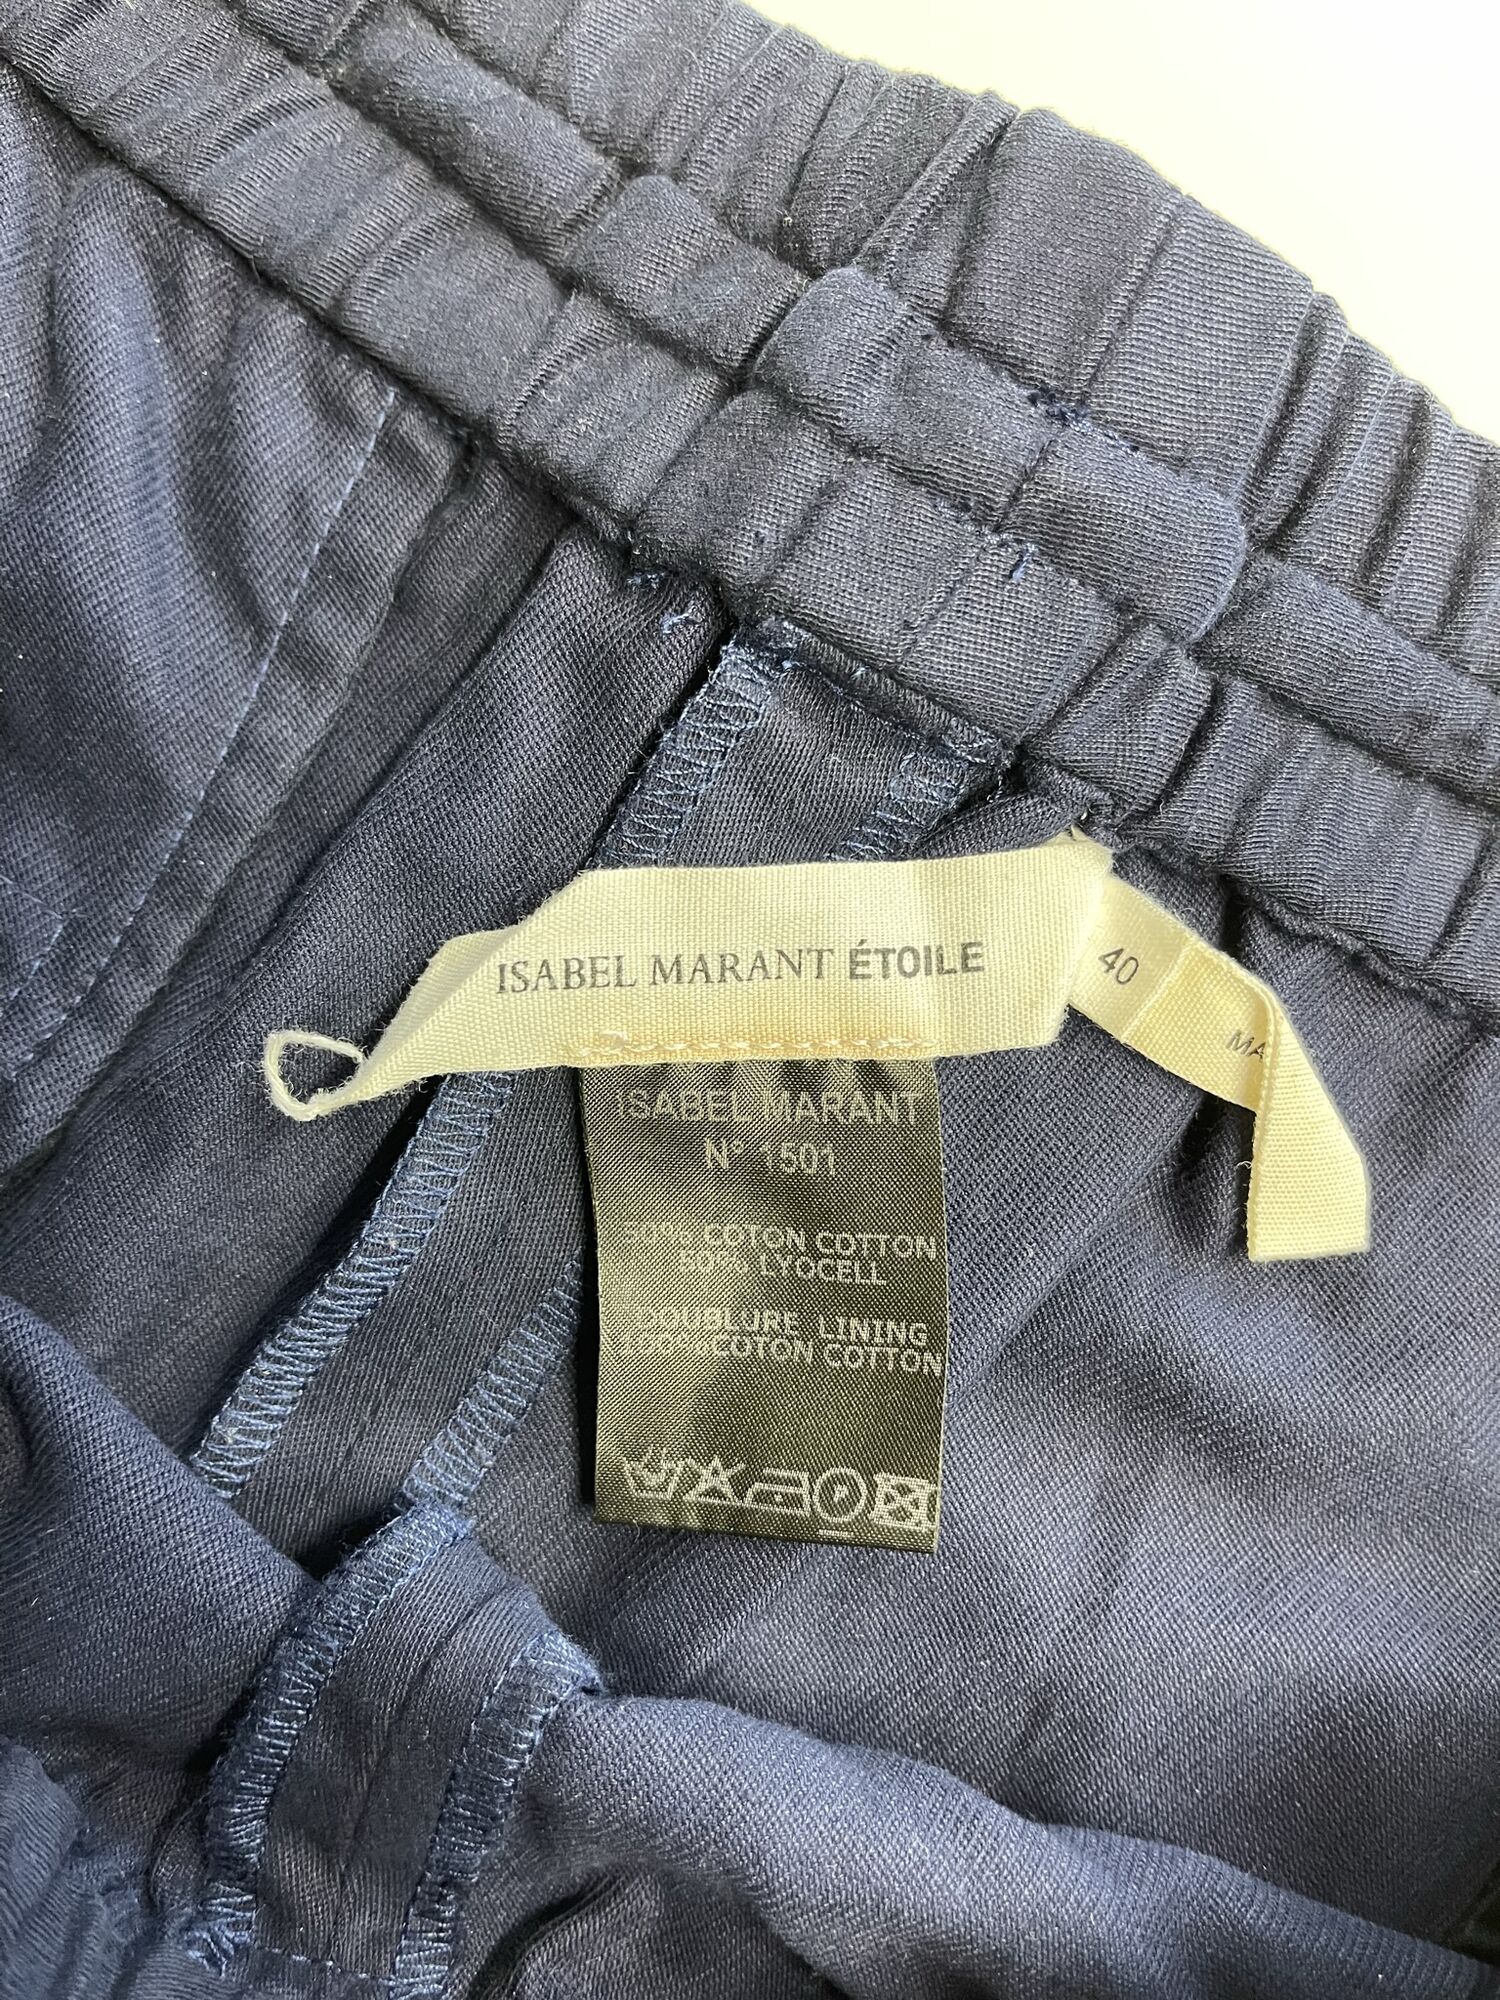 ISABEL MARANT ÉTOILE
40
ISABEL MARANT
N° 1501
COTON COTTON
50% LYOCELL
DOUBLURE LINING
COTON COTTON